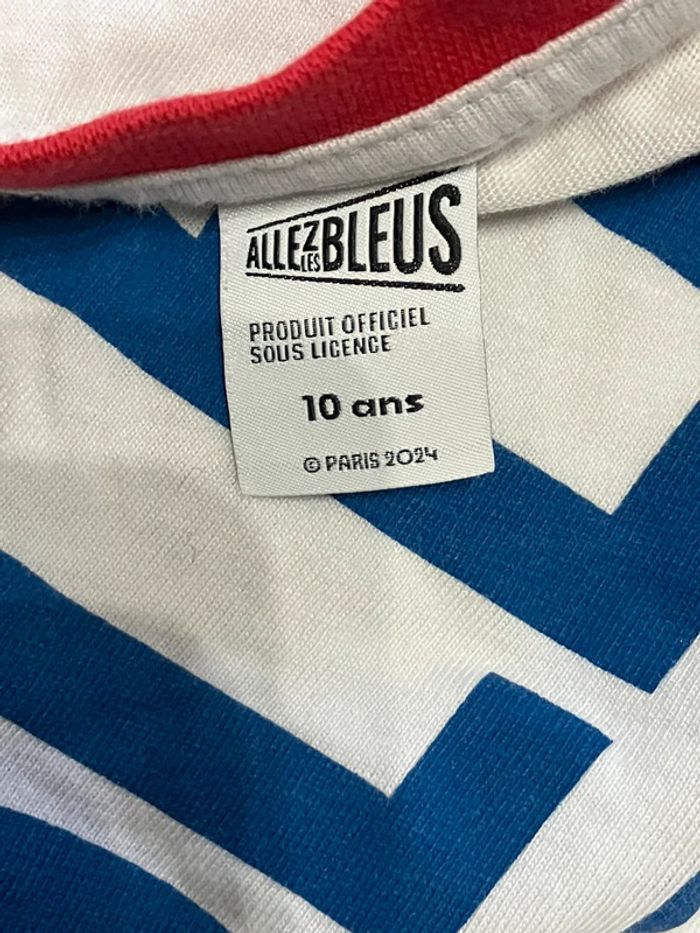 ALLEZ LES BLEUS
PRODUIT OFFICIEL
SOUS LICENCE
10 ans
© PARIS 2024